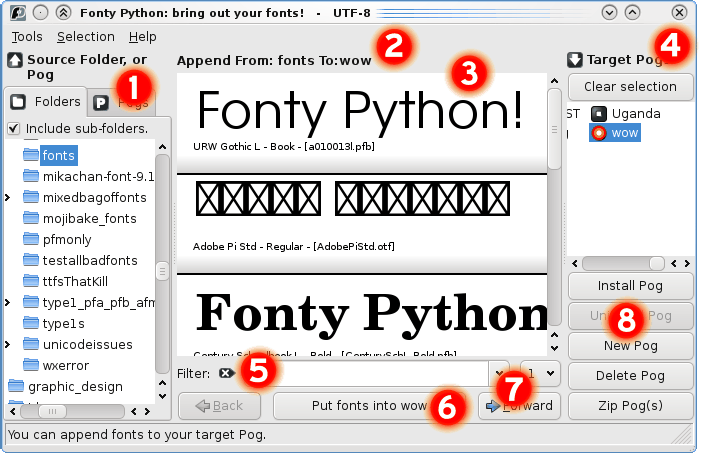 Fonty Python: bring out your fonts! - UTF-8
Tools Selection Help
Source Folder, or Pog
Folders
P
1
Include sub-folders.
fonts
mikachan-font-9.1
mixedbagoffonts
mojibake_fonts
pfmonly
testallbadfonts
ttfsThatKill
type1_pfa_pfb_afm
type1s
unicodeissues
wxerror
graphic_design
Append From: fonts To:wow
2
3
Fonty Python!
URW Gothic L - Book - [a010013l.pfb]
Adobe Pi Std - Regular - [AdobePiStd.otf]
Fonty Python
Century Schoolbook L - Bold - [CenturySchL-Bold.pfb]
Filter:
5
1
Back
Put fonts into wow
6
7
Forward
4
Target Pog
Clear selection
ST Uganda
wow
Install Pog
8
New Pog
Delete Pog
Zip Pog(s)
You can append fonts to your target Pog.